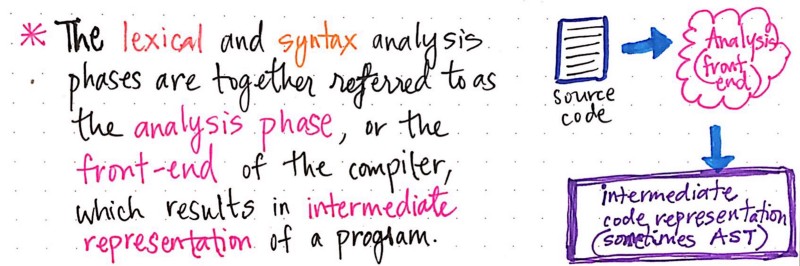 * The lexical and syntax analysis
phases are together referred to as
the analysis phase, or the
front-end of the compiler,
which results in intermediate
representation of a program.
source
code
Analysis
(front
end)
intermediate
code representation
(sometimes AST)